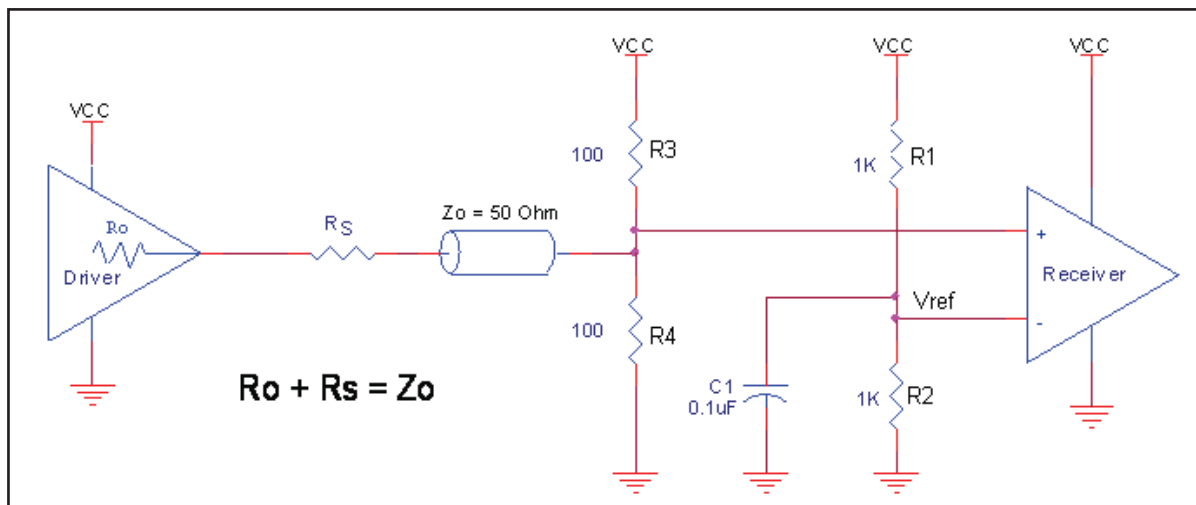 VCC
VCC
VCC
VCC
R3
100
R1
1K
Ro
Driver
RS
Zo = 50 Ohm
+
Receiver
Vref
-
R4
100
Ro + Rs = Zo
C1
0.1uF
R2
1K